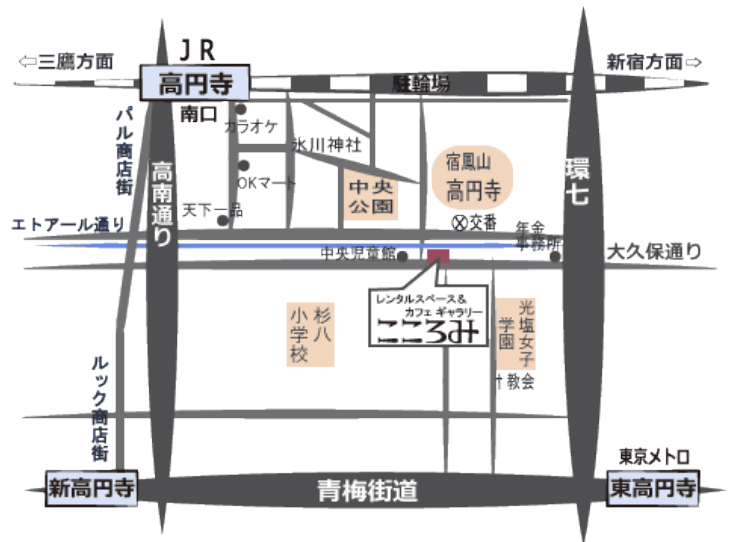 JR
⇦三鷹方面
新宿方面⇨
高円寺
駐輪場
南口
パル商店街
カラオケ
氷川神社
宿鳳山
高円寺
環七
高南通り
OKマート
中央
公園
天下一品
交番
エトアール通り
年金
事務所
中央児童館
大久保通り
レンタルスペース&
カフェ ギャラリー
こころみ
杉八
小学校
光塩女子
学園
教会
ルック商店街
東京メトロ
新高円寺
青梅街道
東高円寺